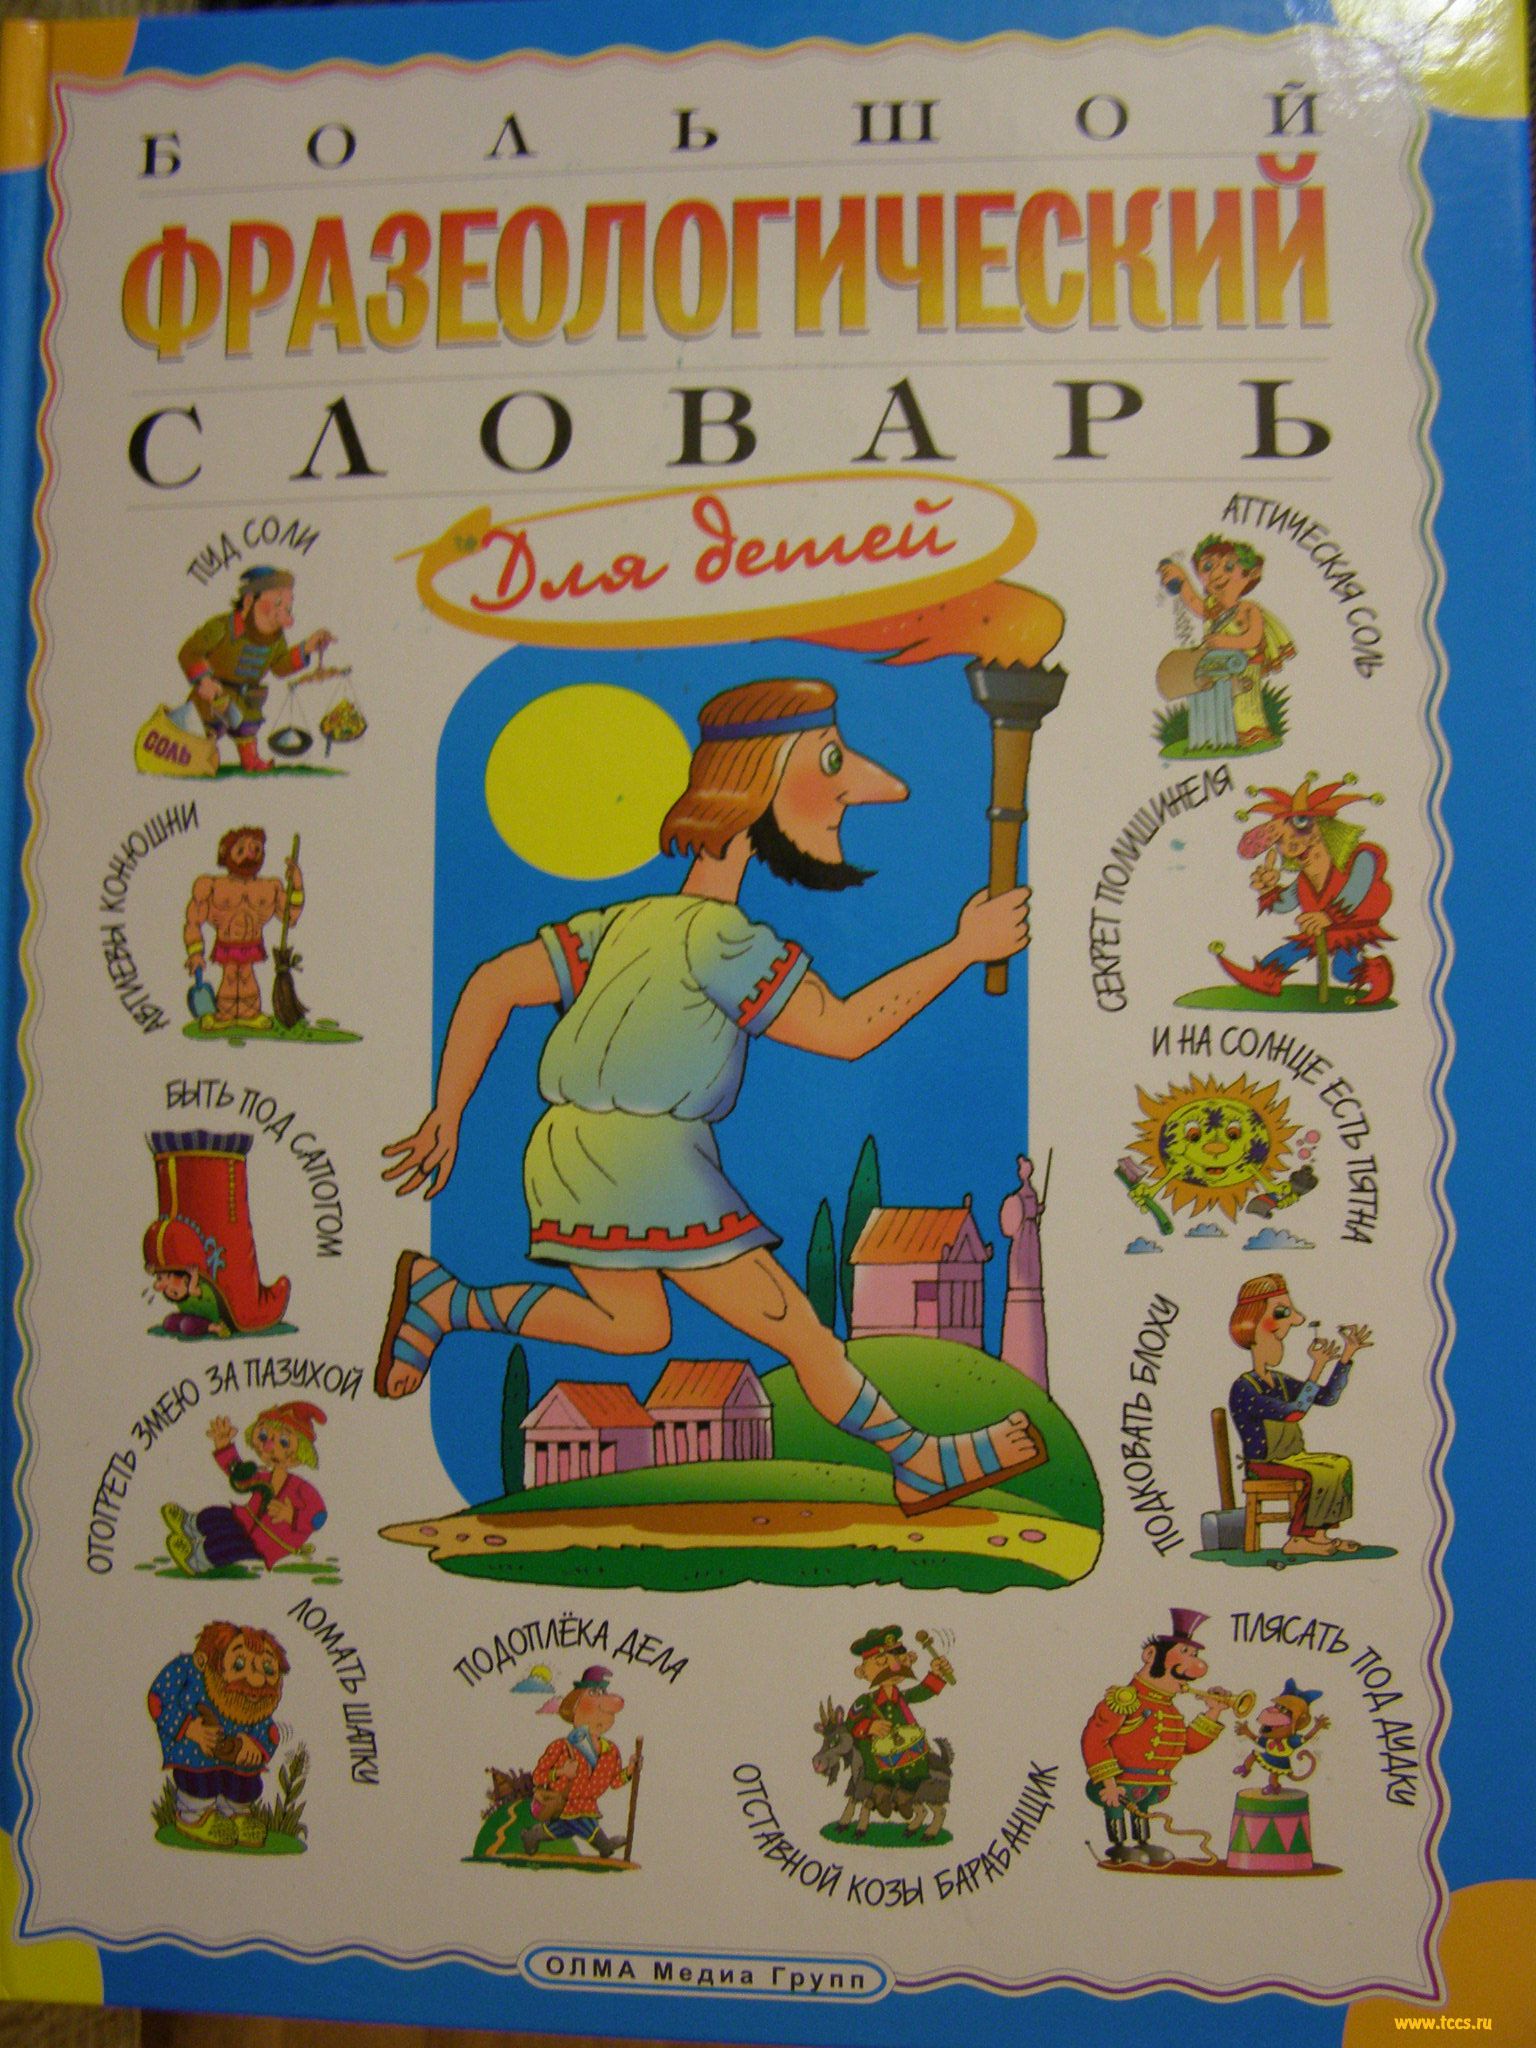 БОЛЬШОЙ
ФРАЗЕОЛОГИЧЕСКИЙ
СЛОВАРЬ
Для детей
ПУД СОЛИ
СОЛЬ
АТТИЧЕСКАЯ СОЛЬ
АВГИЕВЫ КОНЮШНИ
СЕКРЕТ ПОЛИШИНЕЛЯ
БЫТЬ ПОД САПОГОМ
И НА СОЛНЦЕ ЕСТЬ ПЯТНА
ОТОГРЕТЬ ЗМЕЮ ЗА ПАЗУХОЙ
ПОДКОВАТЬ БЛОХУ
ЛОМАТЬ ШАПКУ
ПОДОПЛЁКА ДЕЛА
ОТСТАВНОЙ КОЗЫ БАРАБАНЩИК
ПЛЯСАТЬ ПОД ДУДКУ
ОЛМА Медиа Групп
www.tccs.ru